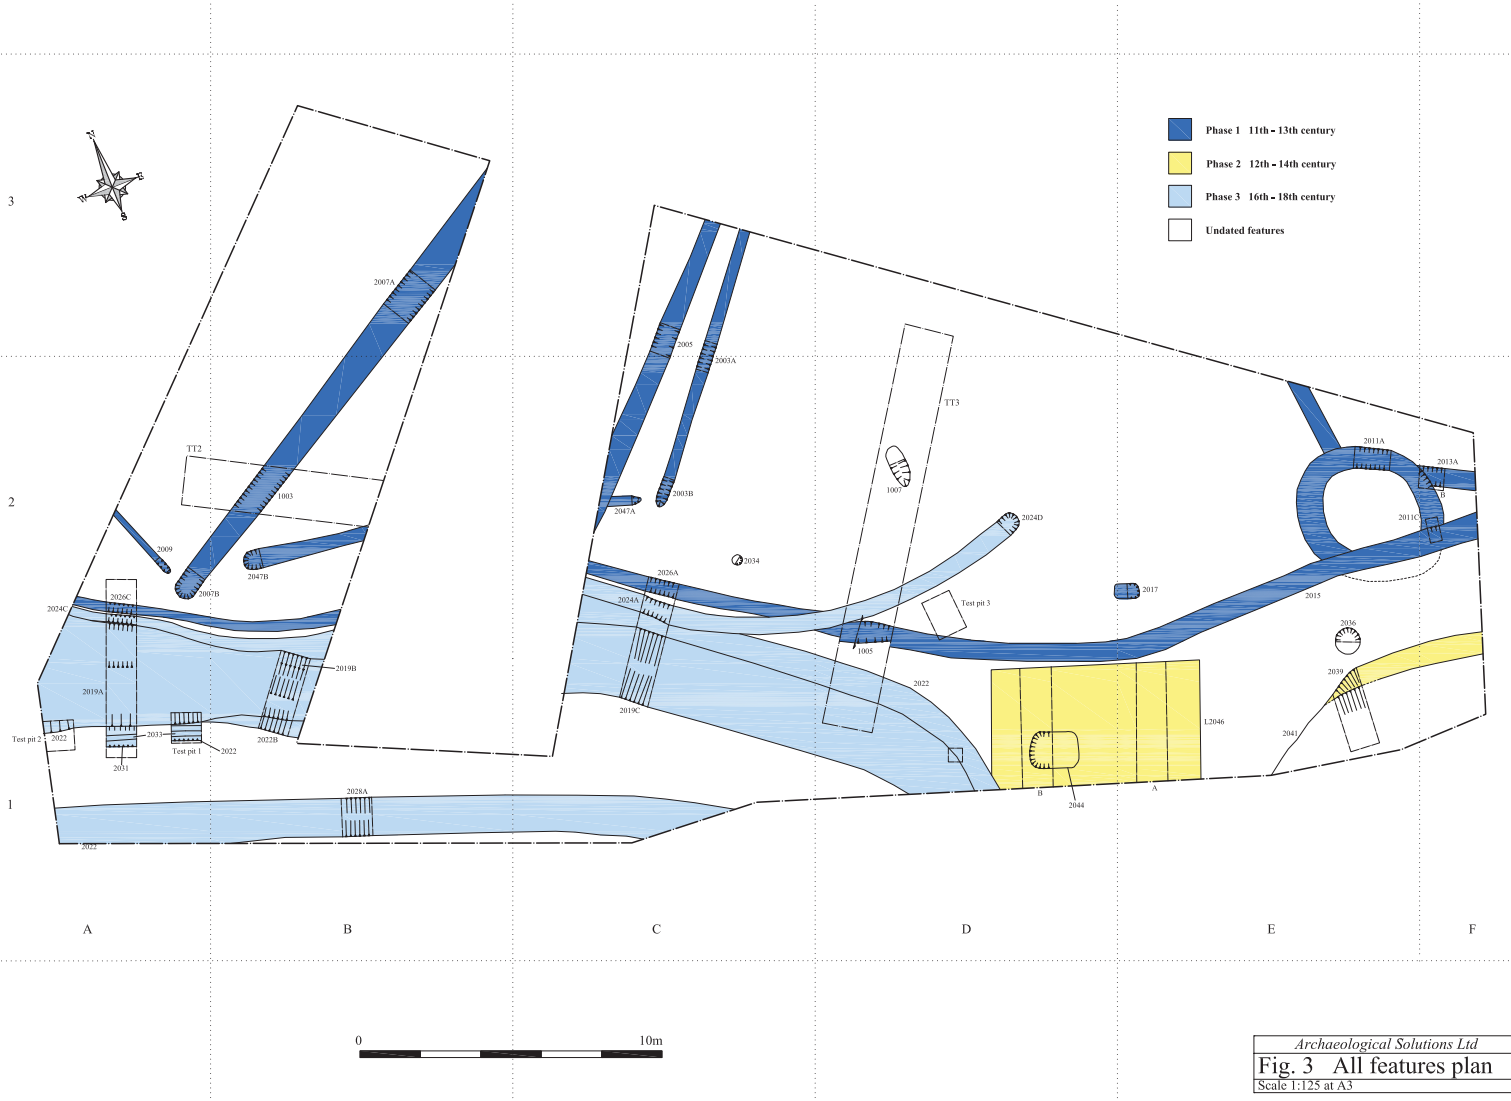 Phase 1 11th - 13th century
Phase 2 12th - 14th century
Phase 3 16th - 18th century
Undated features
N
E
W
S
3
2
1
2007A
TT2
1003
2009
2007B
2047B
2024C
2026C
2019A
2019B
Test pit 2
2022
2033
2031
Test pit 1
2022
2022B
2028A
2022
2005
2003A
2003B
2047A
TT3
1007
2024D
2034
2026A
2024A
2019C
Test pit 3
1005
2022
2017
2011A
2013A
B
2011C
2015
2036
2039
2041
L2046
2044
B
A
A
B
C
D
E
F
0
10m
Archaeological Solutions Ltd
Fig. 3 All features plan
Scale 1:125 at A3